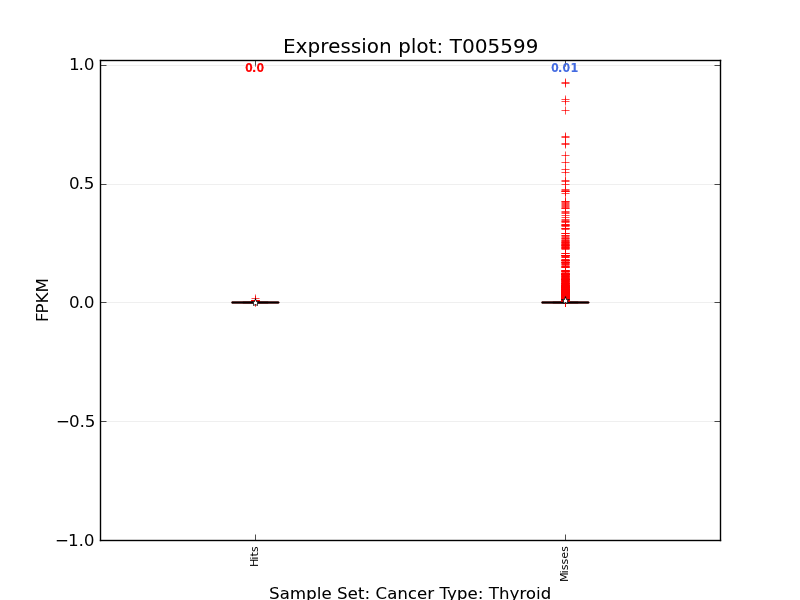 Expression plot: T005599
1.0
0.0
0.01
0.5
0.0
−0.5
−1.0
FPKM
Hits
Misses
Sample Set: Cancer Type: Thyroid